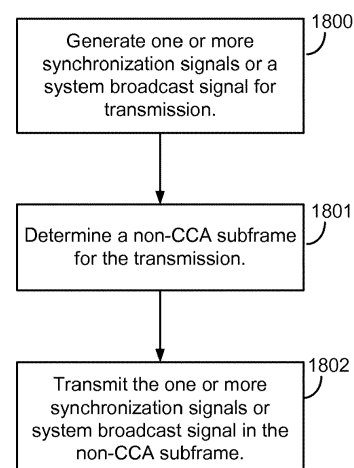 1800
Generate one or more
synchronization signals or a
system broadcast signal for
transmission.
1801
Determine a non-CCA subframe
for the transmission.
1802
Transmit the one or more
synchronization signals or
system broadcast signal in the
non-CCA subframe.